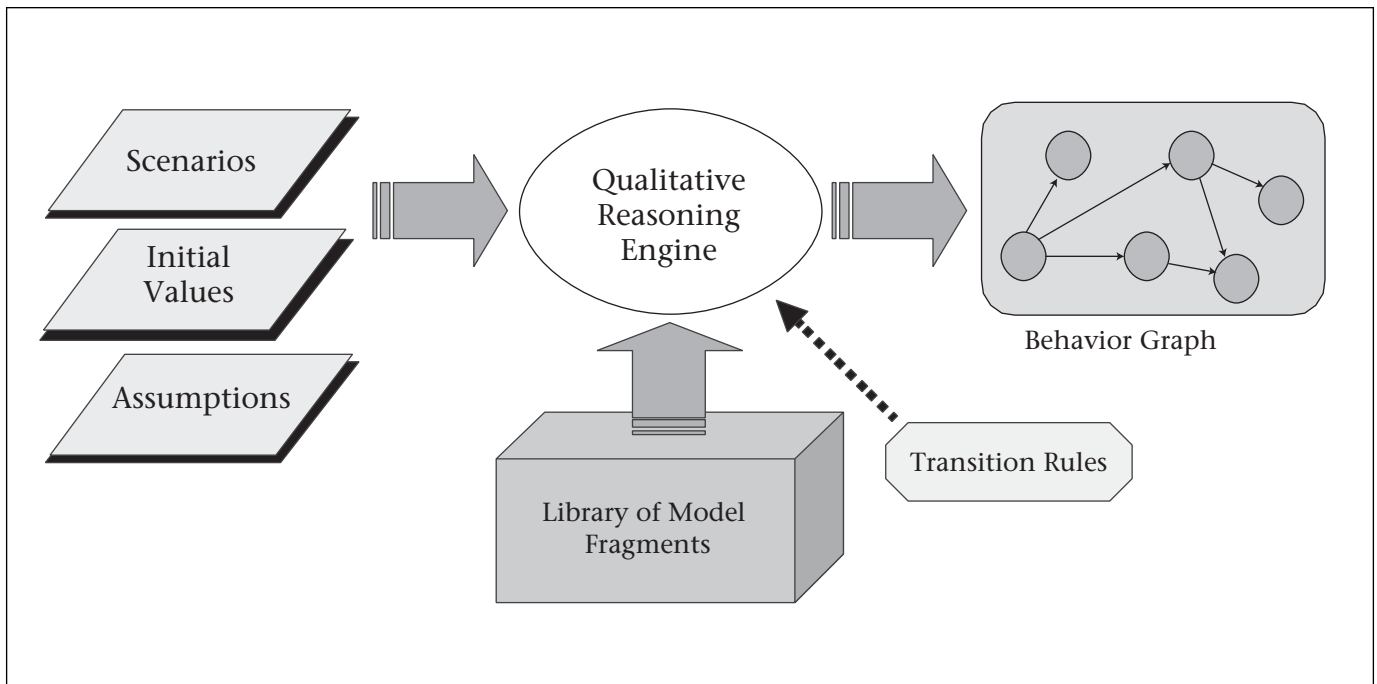 Scenarios
Initial
Values
Assumptions
Qualitative
Reasoning
Engine
Behavior Graph
Transition Rules
Library of Model
Fragments